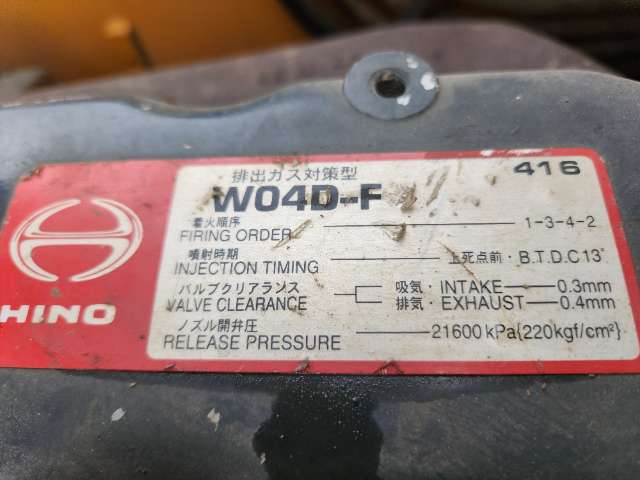 416
排出ガス対策型
W04D-F
着火順序
FIRING ORDER 1-3-4-2
噴射時期
INJECTION TIMING 上死点前・B.T.D.C13°
バルブクリアランス 吸気・INTAKE 0.3mm
VALVE CLEARANCE 排気・EXHAUST 0.4mm
ノズル開弁圧
RELEASE PRESSURE 21600kPa{220kgf/cm²}
HINO